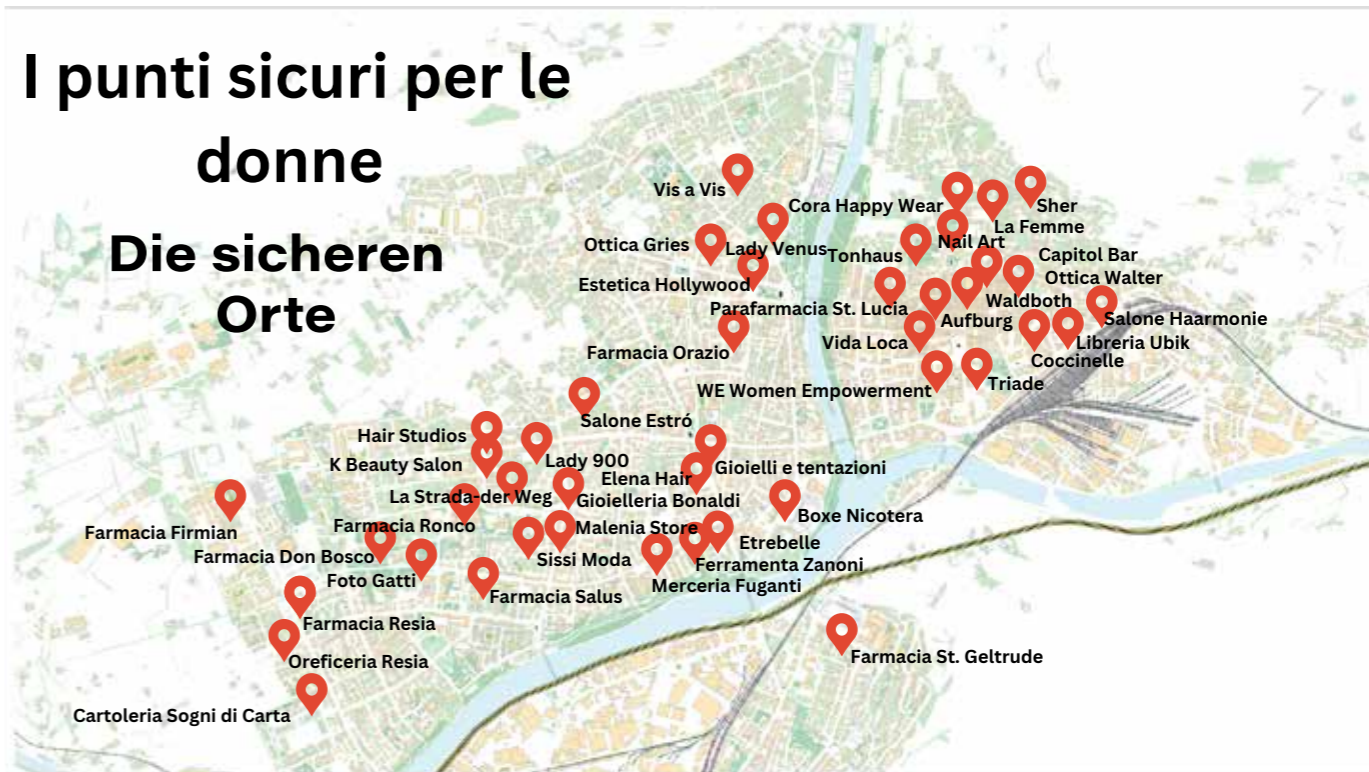 I punti sicuri per le
donne
Die sicheren
Orte
Vis a Vis
Cora Happy Wear
Sher
La Femme
Ottica Gries
Lady Venus
Tonhaus
Nail Art
Capitol Bar
Estetica Hollywood
Ottica Walter
Parafarmacia St. Lucia
Waldboth
Aufburg
Salone Haarmonie
Vida Loca
Libreria Ubik
Farmacia Orazio
Coccinelle
WE Women Empowerment
Triade
Salone Estró
Hair Studios
K Beauty Salon
Lady 900
Gioielli e tentazioni
Elena Hair
La Strada-der Weg
Gioielleria Bonaldi
Boxe Nicotera
Farmacia Firmian
Farmacia Ronco
Malenia Store
Etrebelle
Farmacia Don Bosco
Sissi Moda
Ferramenta Zanoni
Foto Gatti
Merceria Fuganti
Farmacia Salus
Farmacia Resia
Farmacia St. Geltrude
Oreficeria Resia
Cartoleria Sogni di Carta